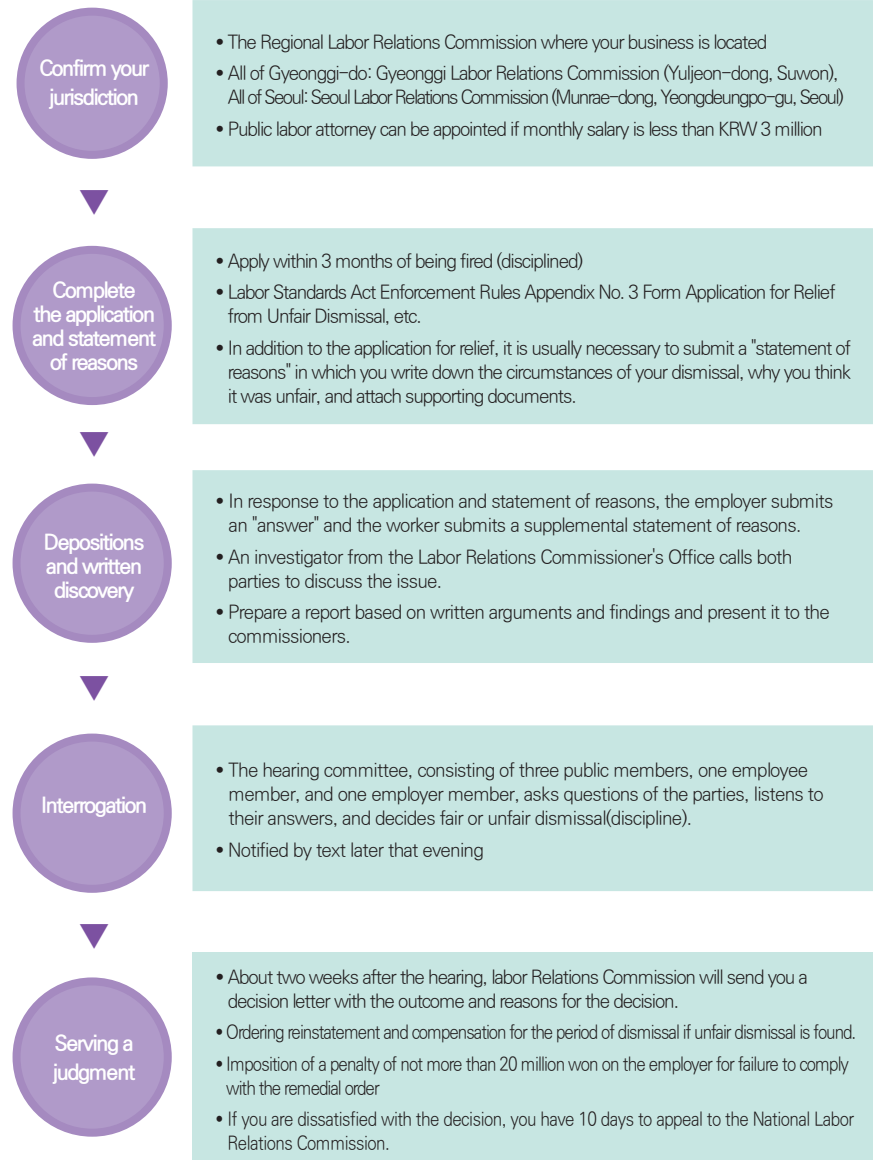 Confirm your
jurisdiction
• The Regional Labor Relations Commission where your business is located
• All of Gyeonggi-do: Gyeonggi Labor Relations Commission (Yuljeon-dong, Suwon),
All of Seoul: Seoul Labor Relations Commission (Munrae-dong, Yeongdeungpo-gu, Seoul)
• Public labor attorney can be appointed if monthly salary is less than KRW 3 million
Complete
the application
and statement
of reasons
• Apply within 3 months of being fired (disciplined)
• Labor Standards Act Enforcement Rules Appendix No. 3 Form Application for Relief
from Unfair Dismissal, etc.
• In addition to the application for relief, it is usually necessary to submit a "statement of
reasons" in which you write down the circumstances of your dismissal, why you think
it was unfair, and attach supporting documents.
Depositions
and written
discovery
• In response to the application and statement of reasons, the employer submits
an "answer" and the worker submits a supplemental statement of reasons.
• An investigator from the Labor Relations Commissioner's Office calls both
parties to discuss the issue.
• Prepare a report based on written arguments and findings and present it to the
commissioners.
Interrogation
• The hearing committee, consisting of three public members, one employee
member, and one employer member, asks questions of the parties, listens to
their answers, and decides fair or unfair dismissal(discipline).
• Notified by text later that evening
Serving a
judgment
• About two weeks after the hearing, labor Relations Commission will send you a
decision letter with the outcome and reasons for the decision.
• Ordering reinstatement and compensation for the period of dismissal if unfair dismissal is found.
• Imposition of a penalty of not more than 20 million won on the employer for failure to comply
with the remedial order
• If you are dissatisfied with the decision, you have 10 days to appeal to the National Labor
Relations Commission.